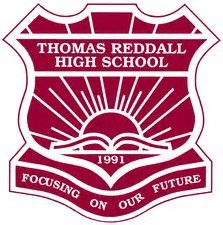 THOMAS REDDALL
HIGH SCHOOL
1991
FOCUSING ON OUR FUTURE